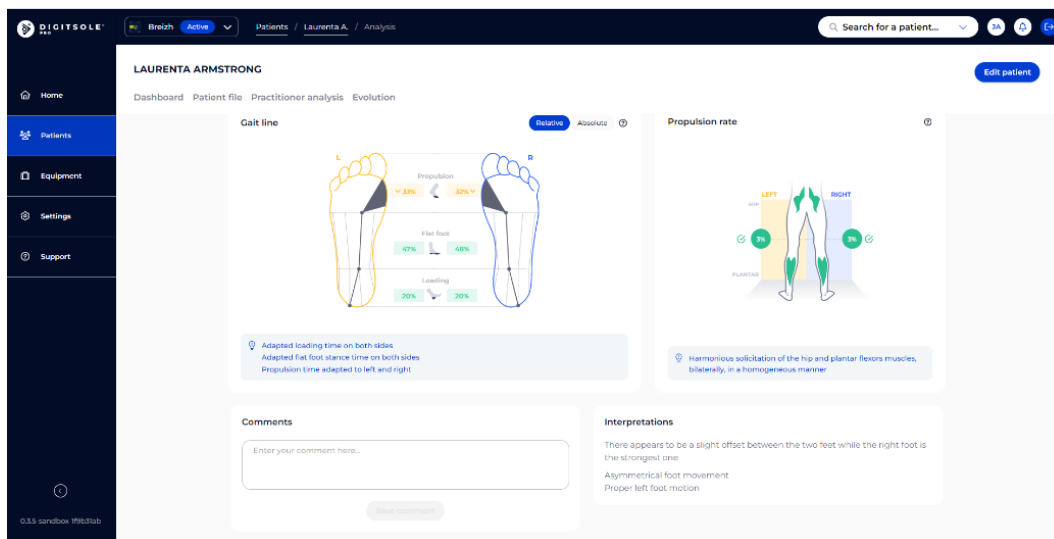 DIGITSOLE
PRO
Breizh Active
Patients / Laurenta A. / Analysis
Search for a patient...
JA
LAURENTA ARMSTRONG
Edit patient
Dashboard Patient file Practitioner analysis Evolution
Home
Patients
Equipment
Settings
Support
0.3.5 sandbox 1f9b31ab
Gait line
Relative Absolute
L
R
Propulsion
33% 32%
Flat foot
47% 48%
Loading
20% 20%
Adapted loading time on both sides
Adapted flat foot stance time on both sides
Propulsion time adapted to left and right
Propulsion rate
LEFT RIGHT
HIP
3% 3%
PLANTAR
Harmonious solicitation of the hip and plantar flexors muscles,
bilaterally, in a homogeneous manner
Comments
Enter your comment here...
Save comment
Interpretations
There appears to be a slight offset between the two feet while the right foot is
the strongest one
Asymmetrical foot movement
Proper left foot motion